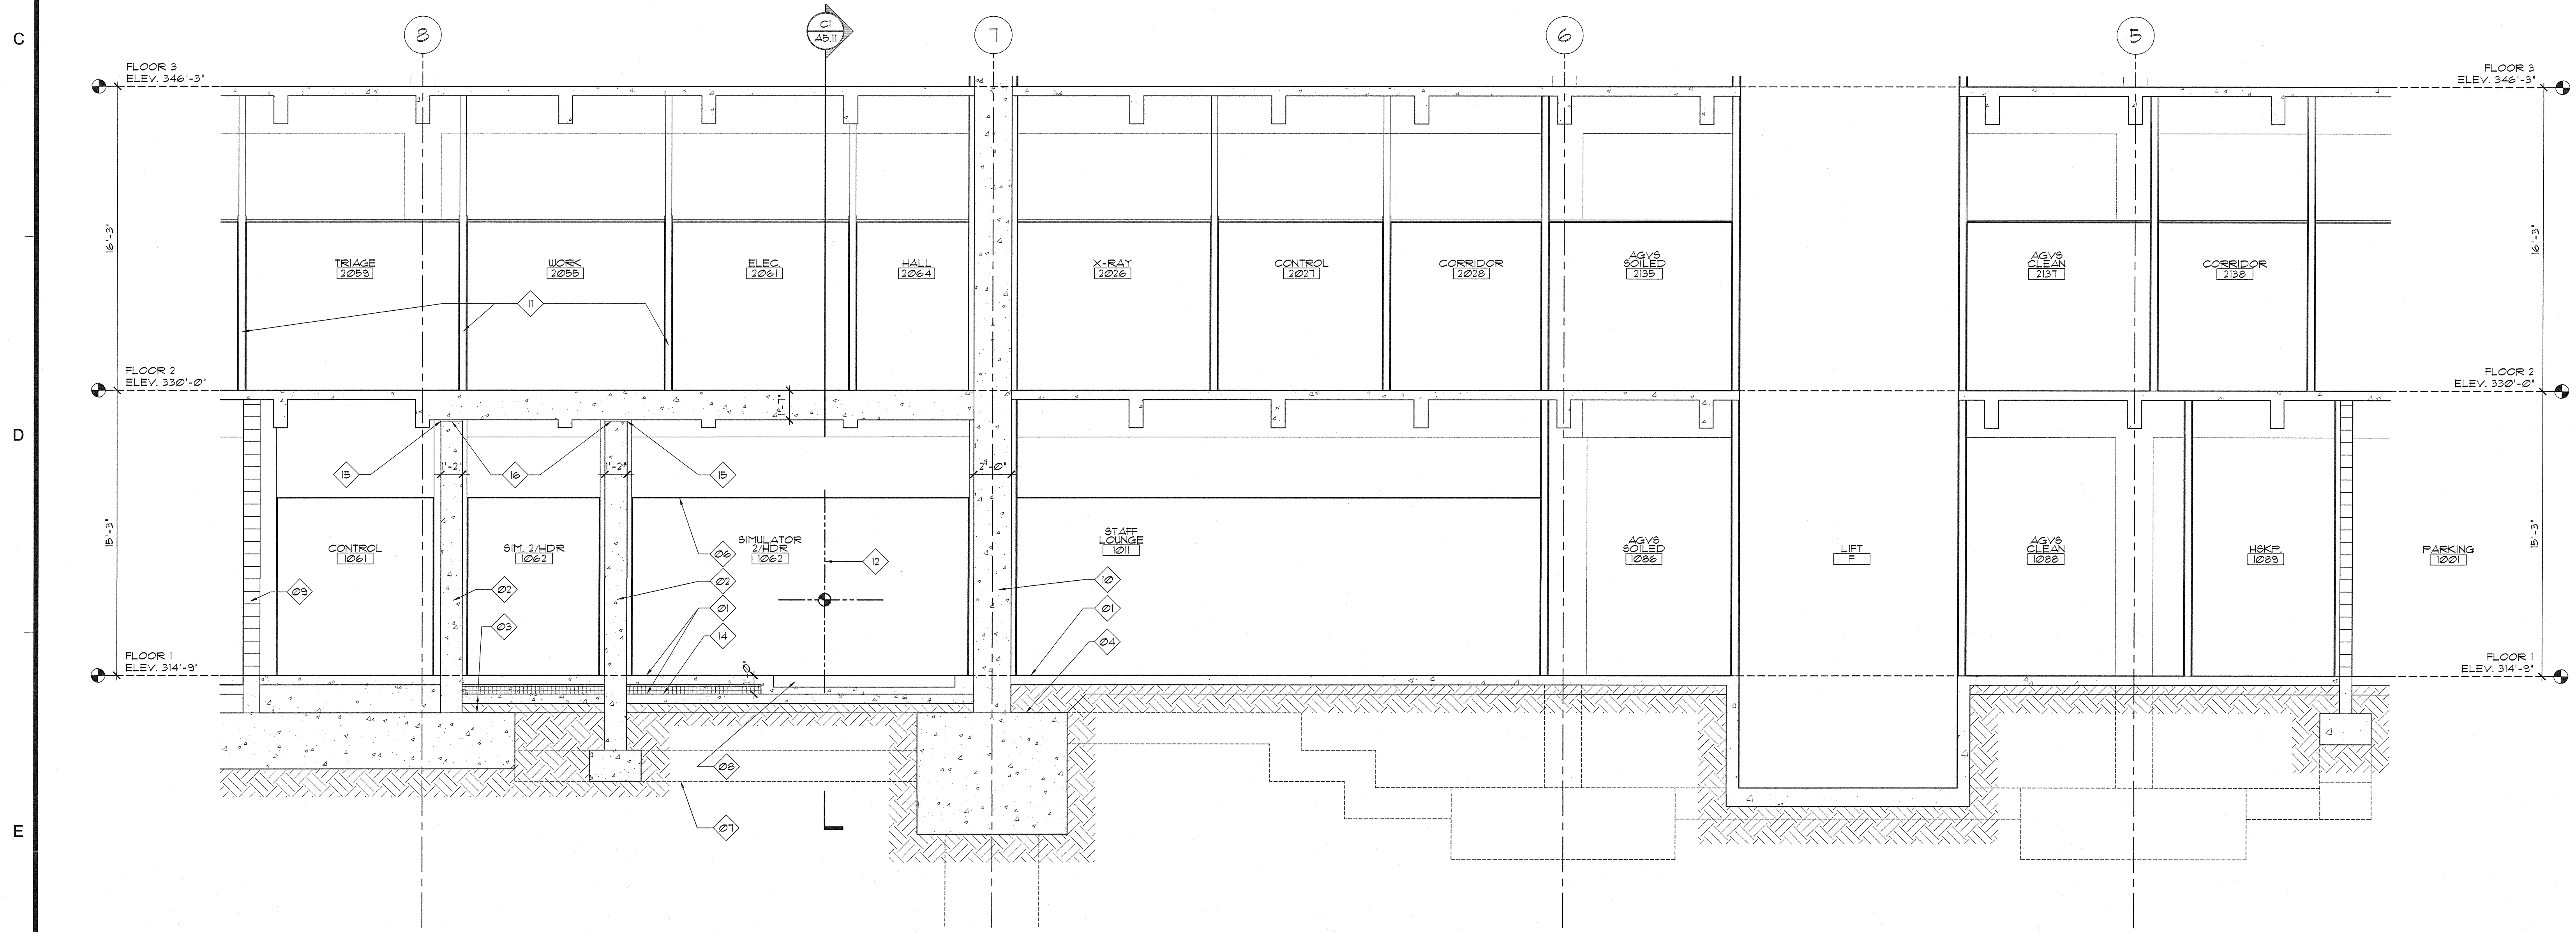 C
8
C1
A5.11
7
6
5
FLOOR 3
ELEV. 346'-3"
FLOOR 3
ELEV. 346'-3"
16'-3"
16'-3"
TRIAGE
2059
WORK
2055
ELEC.
2061
HALL
2064
X-RAY
2026
CONTROL
2027
CORRIDOR
2028
AGVS
SOILED
2135
AGVS
CLEAN
2137
CORRIDOR
2138
11
FLOOR 2
ELEV. 330'-0"
FLOOR 2
ELEV. 330'-0"
1'-7"
D
15
1'-2"
16
1'-2"
15
2'-0"
15'-3"
15'-3"
CONTROL
1061
SIM. 2/HDR
1062
SIMULATOR
2/HDR
1062
STAFF
LOUNGE
1011
AGVS
SOILED
1086
LIFT
F
AGVS
CLEAN
1088
HSKP.
1089
PARKING
1001
06
12
09
02
02
10
03
01
01
14
04
FLOOR 1
ELEV. 314'-9"
FLOOR 1
ELEV. 314'-9"
1'-0"
08
07
E